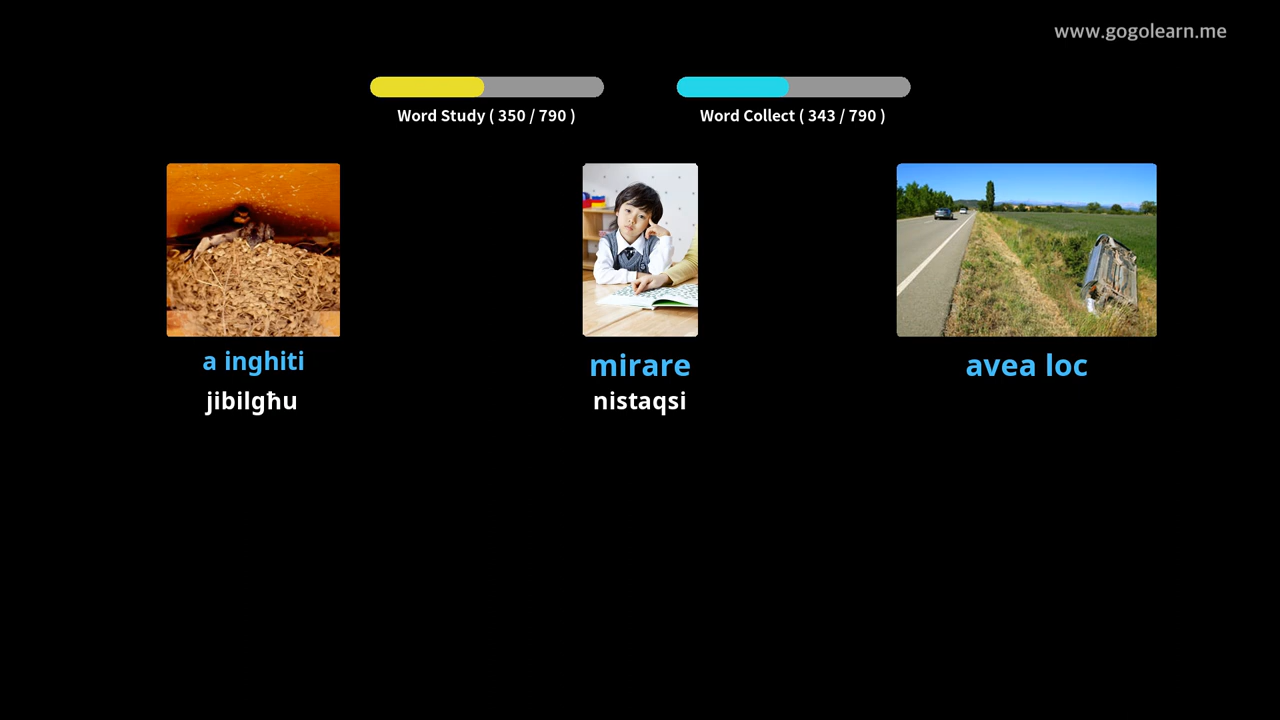 www.gogolearn.me
Word Study ( 350 / 790 )
Word Collect ( 343 / 790 )
a inghiti
mirare
avea loc
jibilgħu
nistaqsi